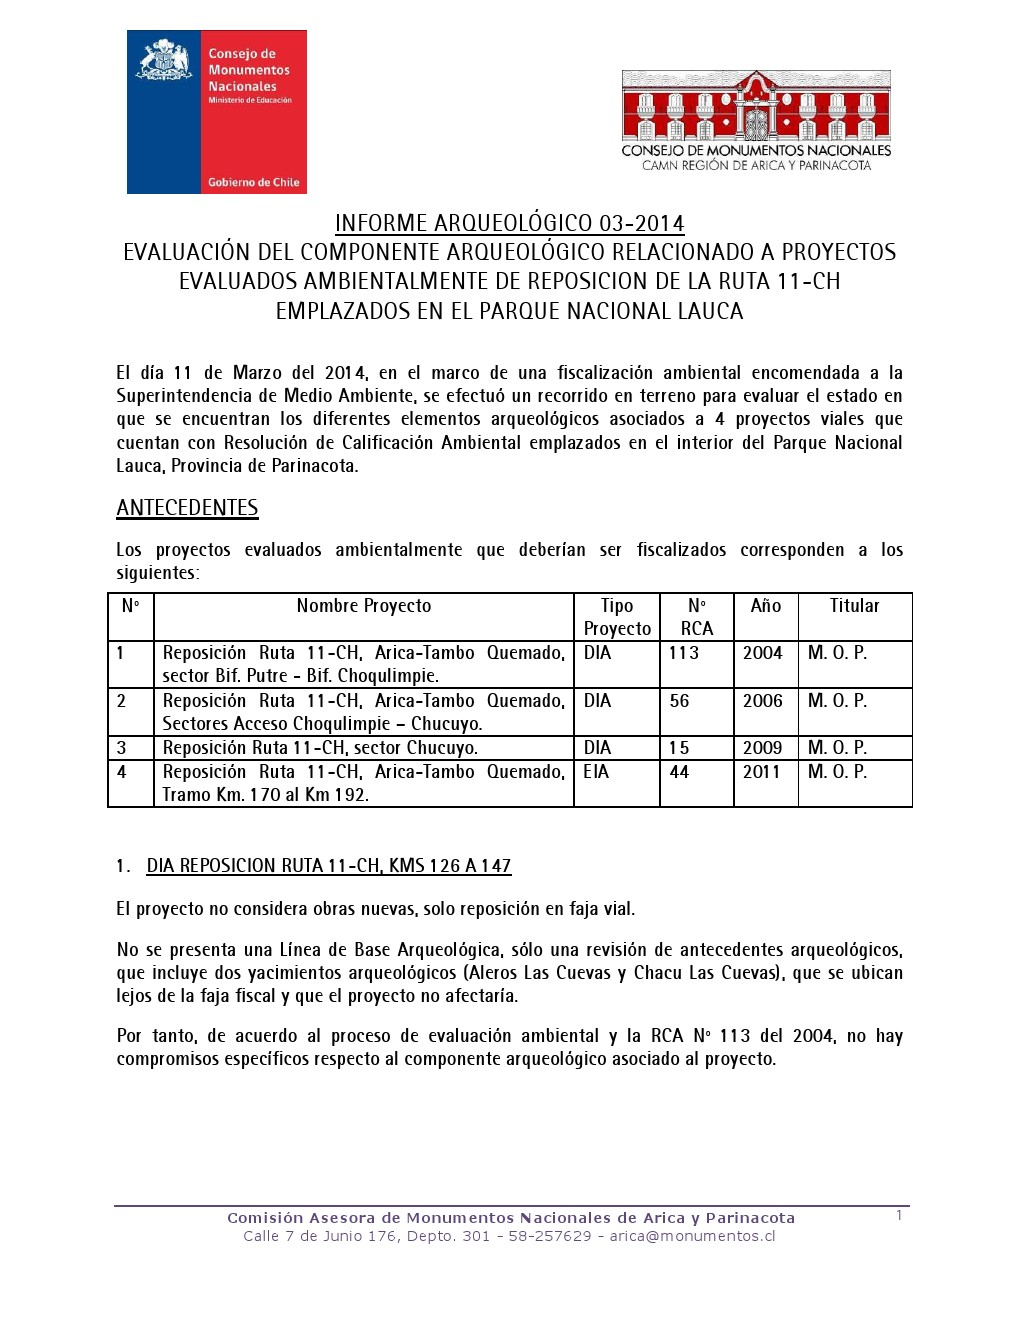 Consejo de
Monumentos
Nacionales
Ministerio de Educación
Gobierno de Chile
CONSEJO DE MONUMENTOS NACIONALES
CAMN REGIÓN DE ARICA Y PARINACOTA
INFORME ARQUEOLÓGICO 03-2014
EVALUACIÓN DEL COMPONENTE ARQUEOLÓGICO RELACIONADO A PROYECTOS
EVALUADOS AMBIENTALMENTE DE REPOSICION DE LA RUTA 11-CH
EMPLAZADOS EN EL PARQUE NACIONAL LAUCA
El día 11 de Marzo del 2014, en el marco de una fiscalización ambiental encomendada a la
Superintendencia de Medio Ambiente, se efectuó un recorrido en terreno para evaluar el estado en
que se encuentran los diferentes elementos arqueológicos asociados a 4 proyectos viales que
cuentan con Resolución de Calificación Ambiental emplazados en el interior del Parque Nacional
Lauca, Provincia de Parinacota.
ANTECEDENTES
Los proyectos evaluados ambientalmente que deberían ser fiscalizados corresponden a los
siguientes:
Nº Nombre Proyecto Tipo Nº Año Titular
Proyecto RCA
1 Reposición Ruta 11-CH, Arica-Tambo Quemado, DIA 113 2004 M. O. P.
sector Bif. Putre - Bif. Choqulimpie.
2 Reposición Ruta 11-CH, Arica-Tambo Quemado, DIA 56 2006 M. O. P.
Sectores Acceso Choqulimpie – Chucuyo.
3 Reposición Ruta 11-CH, sector Chucuyo. DIA 15 2009 M. O. P.
4 Reposición Ruta 11-CH, Arica-Tambo Quemado, EIA 44 2011 M. O. P.
Tramo Km. 170 al Km 192.
1. DIA REPOSICION RUTA 11-CH, KMS 126 A 147
El proyecto no considera obras nuevas, solo reposición en faja vial.
No se presenta una Línea de Base Arqueológica, sólo una revisión de antecedentes arqueológicos,
que incluye dos yacimientos arqueológicos (Aleros Las Cuevas y Chacu Las Cuevas), que se ubican
lejos de la faja fiscal y que el proyecto no afectaría.
Por tanto, de acuerdo al proceso de evaluación ambiental y la RCA Nº 113 del 2004, no hay
compromisos específicos respecto al componente arqueológico asociado al proyecto.
Comisión Asesora de Monumentos Nacionales de Arica y Parinacota 1
Calle 7 de Junio 176, Depto. 301 - 58-257629 - arica@monumentos.cl